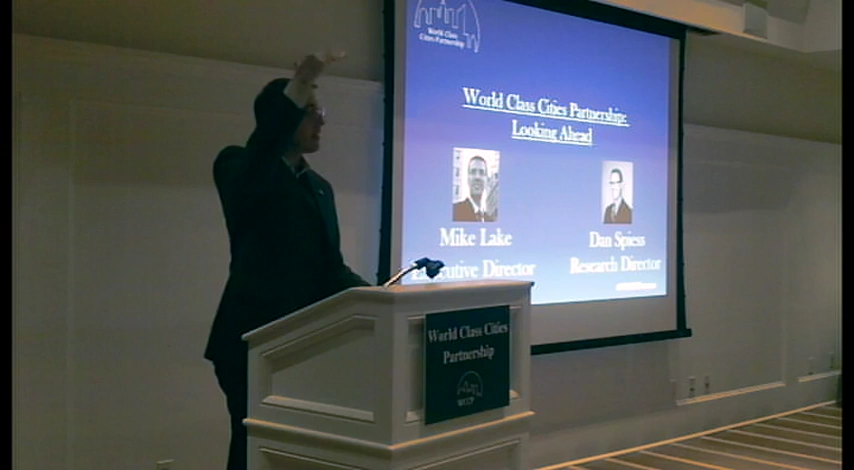 World Class
Cities Partnership
World Class Cities Partnership:
Looking Ahead
Mike Lake
Executive Director
Dan Spiess
Research Director
World Class Cities
Partnership
WCCP